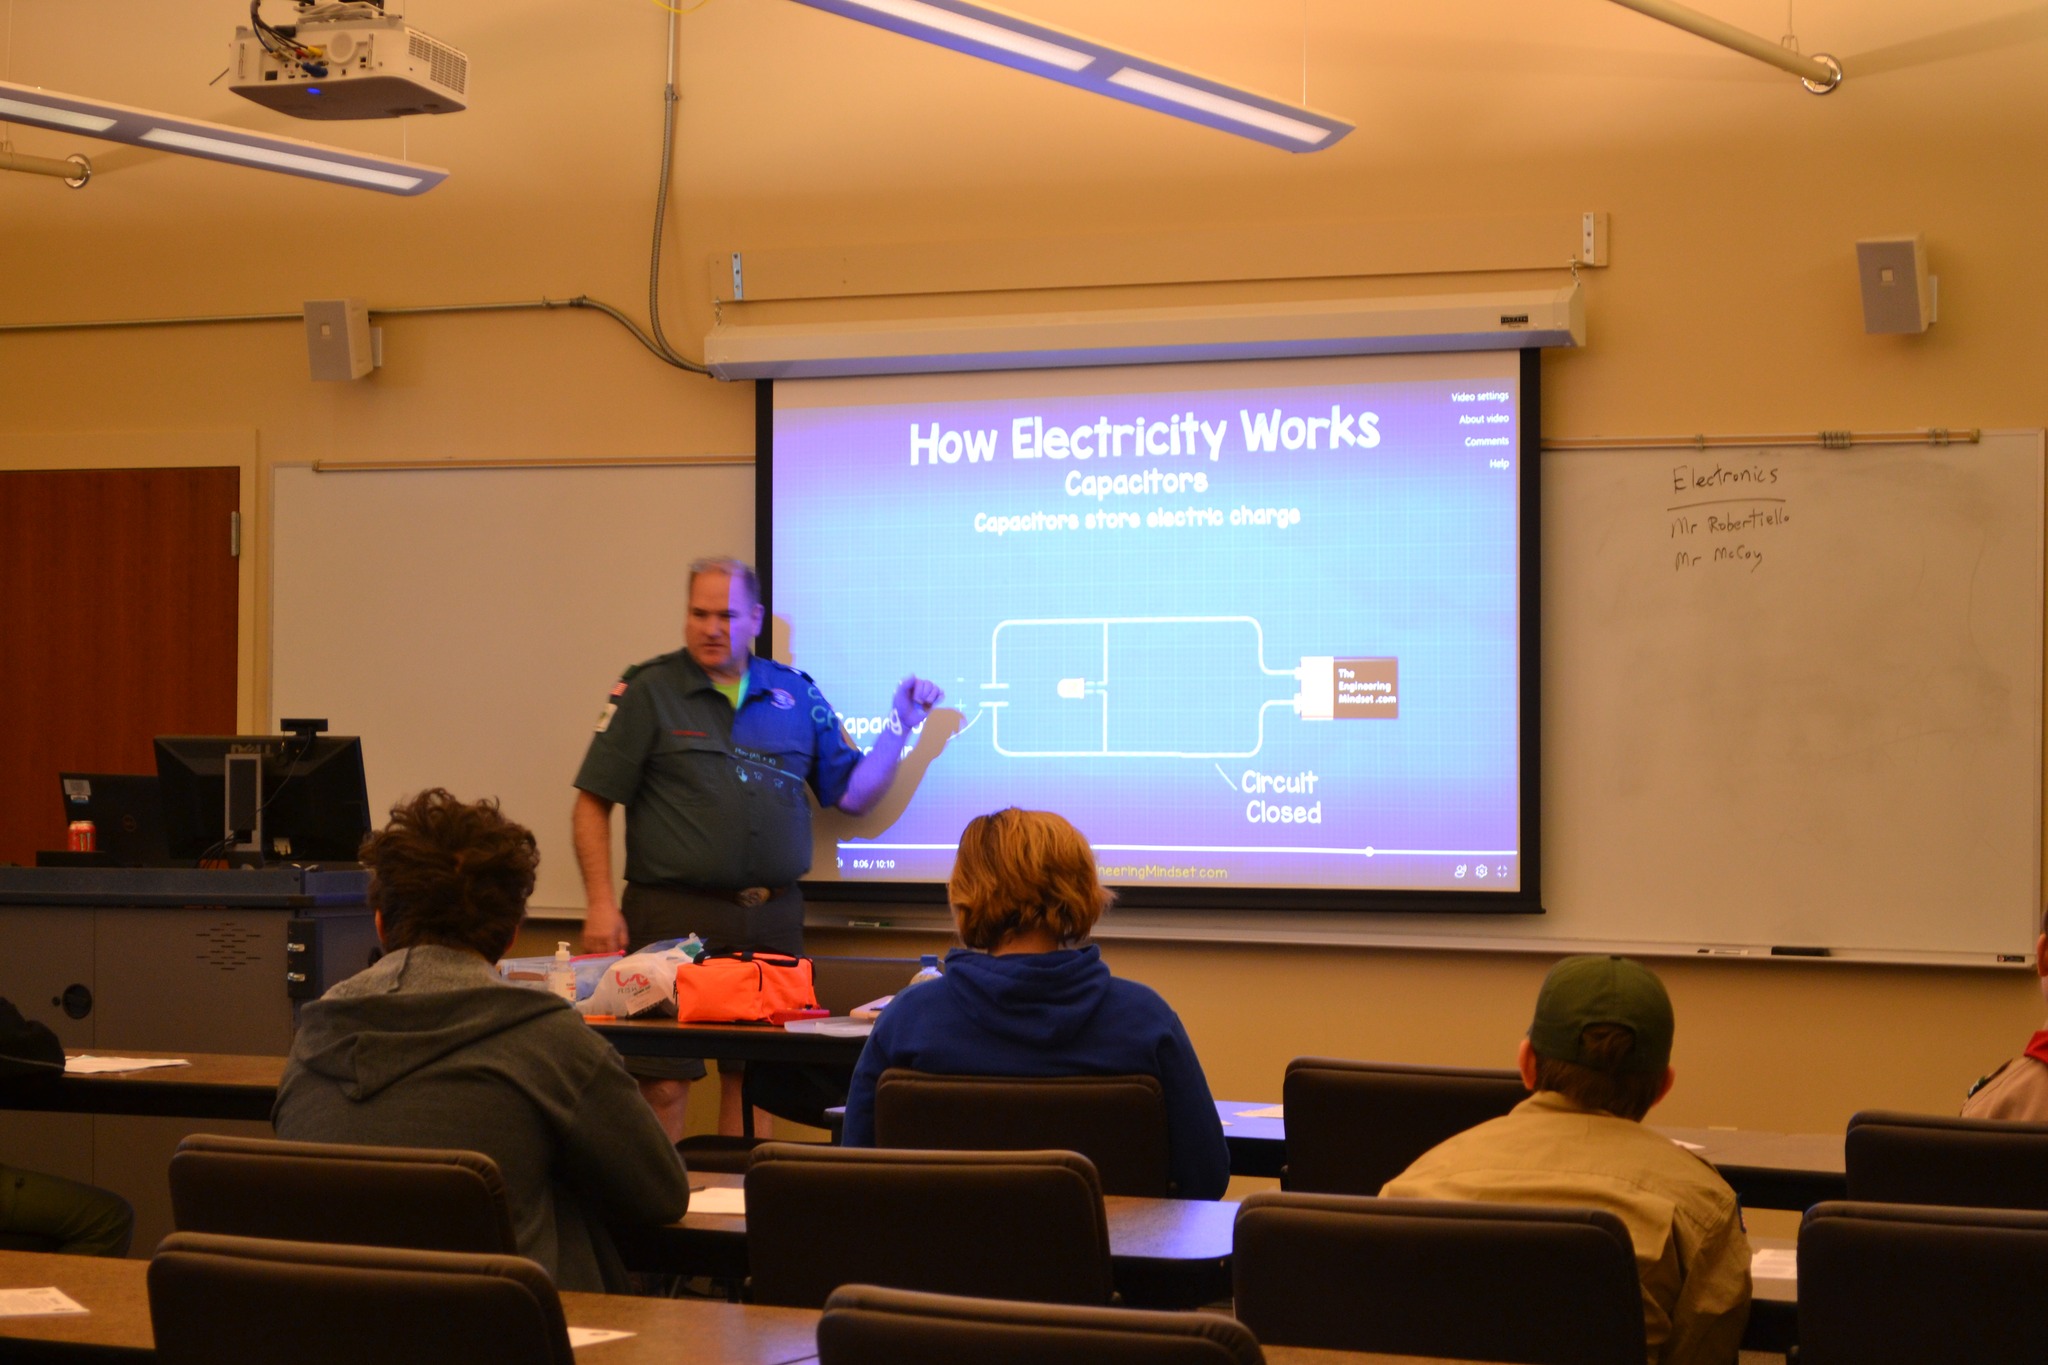 How Electricity Works
Capacitors
Capacitors store electric charge
Video settings
About video
Comments
Help
Electronics
Mr Robertiello
Mr McCoy
The
Engineering
Mindset.com
Circuit
Closed
8:06 / 10:10
DELL